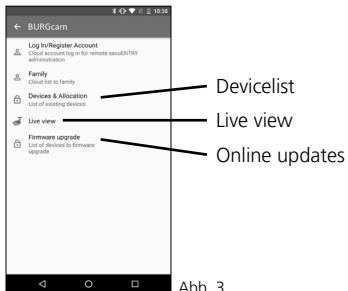 10:38
BURGcam
Log In/Register Account
Cloud account log in for remote secuENTRY
administration
Family
Cloud list to family
Devices & Allocation
List of existing devices
Live view
Firmware upgrade
List of devices to firmware
upgrade
Devicelist
Live view
Online updates
Abb. 3